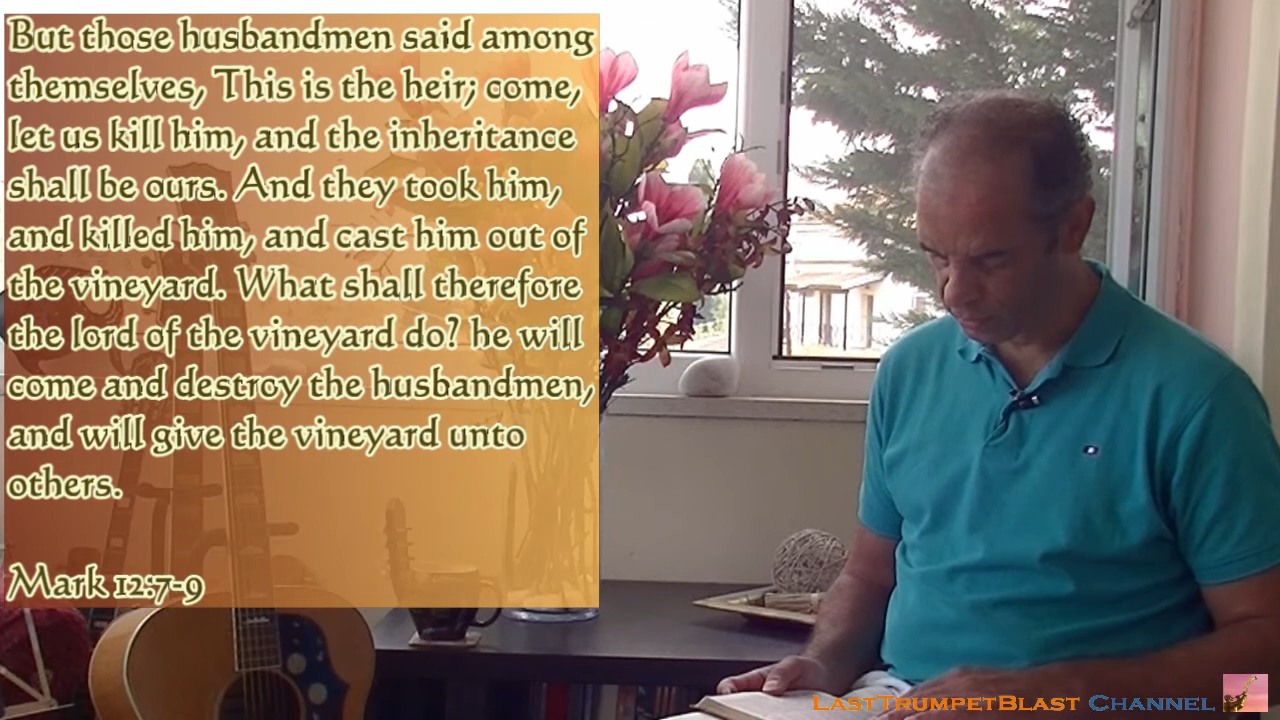 But those husbandmen said among
themselves, This is the heir; come,
let us kill him, and the inheritance
shall be ours. And they took him,
and killed him, and cast him out of
the vineyard. What shall therefore
the lord of the vineyard do? he will
come and destroy the husbandmen,
and will give the vineyard unto
others.
Mark 12:7-9
LastTrumpetBlast Channel